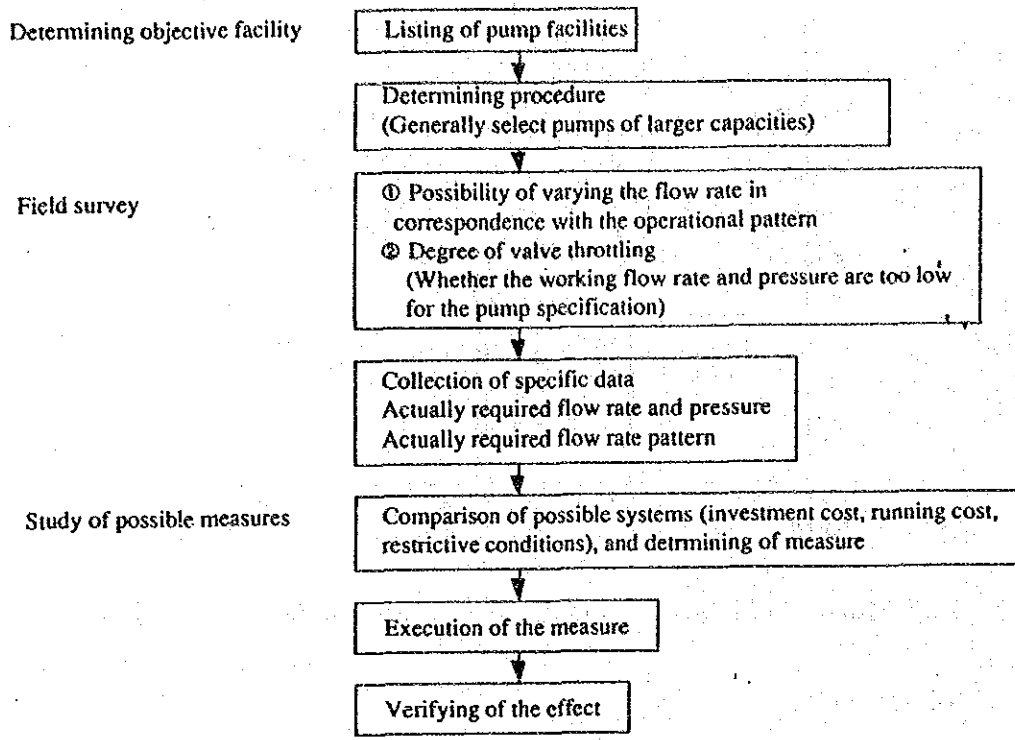 Determining objective facility
Listing of pump facilities
Determining procedure
(Generally select pumps of larger capacities)
Field survey
① Possibility of varying the flow rate in
correspondence with the operational pattern
② Degree of valve throttling
(Whether the working flow rate and pressure are too low
for the pump specification)
Collection of specific data
Actually required flow rate and pressure
Actually required flow rate pattern
Study of possible measures
Comparison of possible systems (investment cost, running cost,
restrictive conditions), and detrmining of measure
Execution of the measure
Verifying of the effect